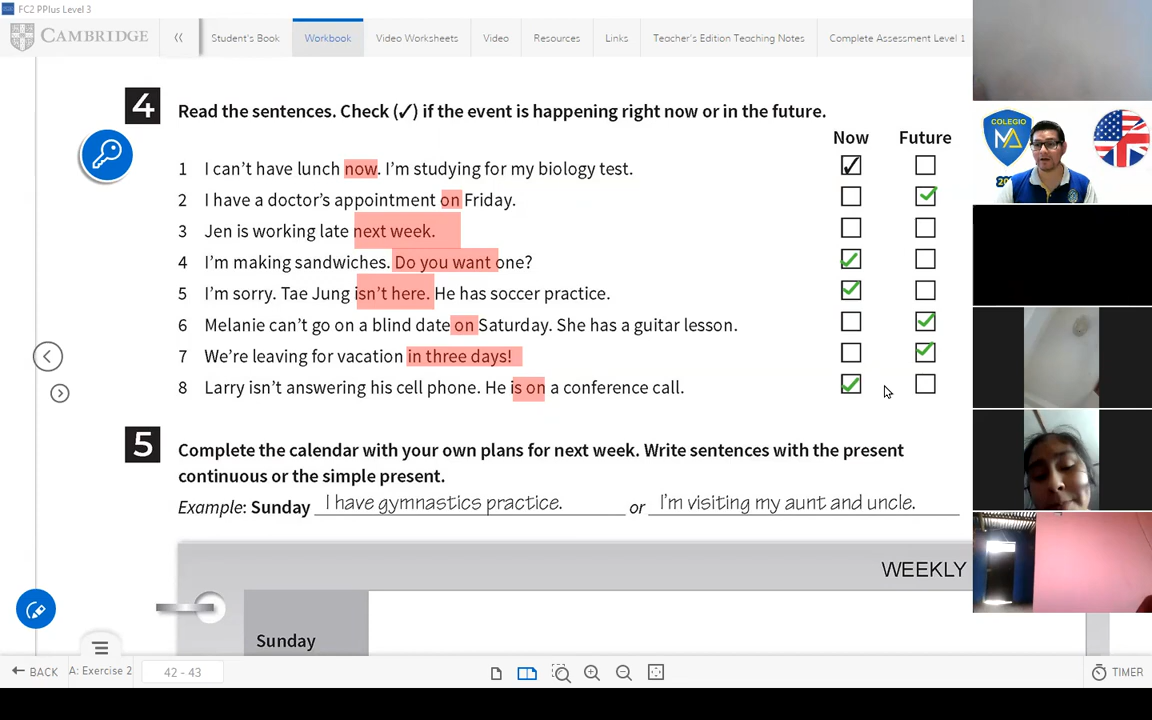 FC2 PPlus Level 3
CAMBRIDGE
Student's Book Workbook Video Worksheets Video Resources Links Teacher's Edition Teaching Notes Complete Assessment Level 1
4 Read the sentences. Check (✓) if the event is happening right now or in the future.
Now Future
1 I can't have lunch now. I'm studying for my biology test.
2 I have a doctor's appointment on Friday.
3 Jen is working late next week.
4 I'm making sandwiches. Do you want one?
5 I'm sorry. Tae Jung isn't here. He has soccer practice.
6 Melanie can't go on a blind date on Saturday. She has a guitar lesson.
7 We're leaving for vacation in three days!
8 Larry isn't answering his cell phone. He is on a conference call.
5 Complete the calendar with your own plans for next week. Write sentences with the present
continuous or the simple present.
Example: Sunday I have gymnastics practice. or I'm visiting my aunt and uncle.
WEEKLY
Sunday
BACK A: Exercise 2 42 - 43 TIMER
COLEGIO
MA